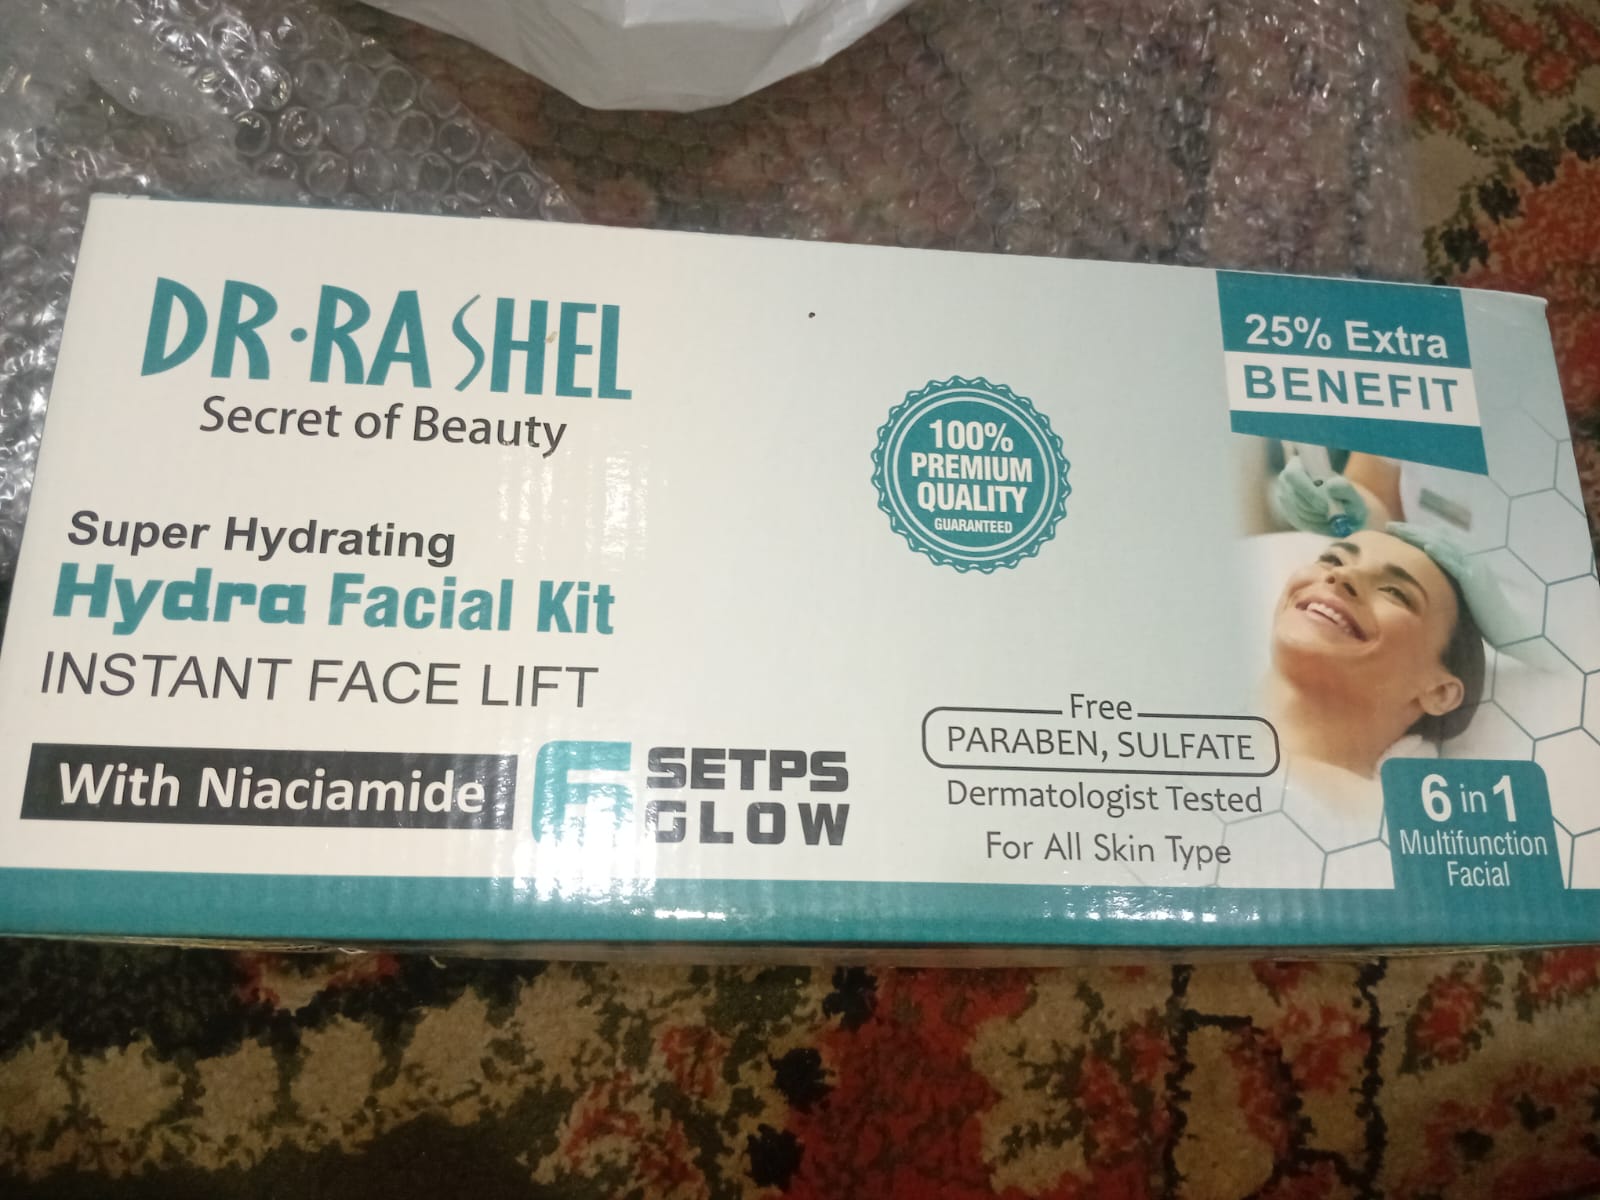 DR·RASHEL
Secret of Beauty
Super Hydrating
Hydra Facial Kit
INSTANT FACE LIFT
With Niaciamide
6 SETPS
GLOW
100%
PREMIUM
QUALITY
GUARANTEED
25% Extra
BENEFIT
Free
PARABEN, SULFATE
Dermatologist Tested
For All Skin Type
6 in 1
Multifunction
Facial